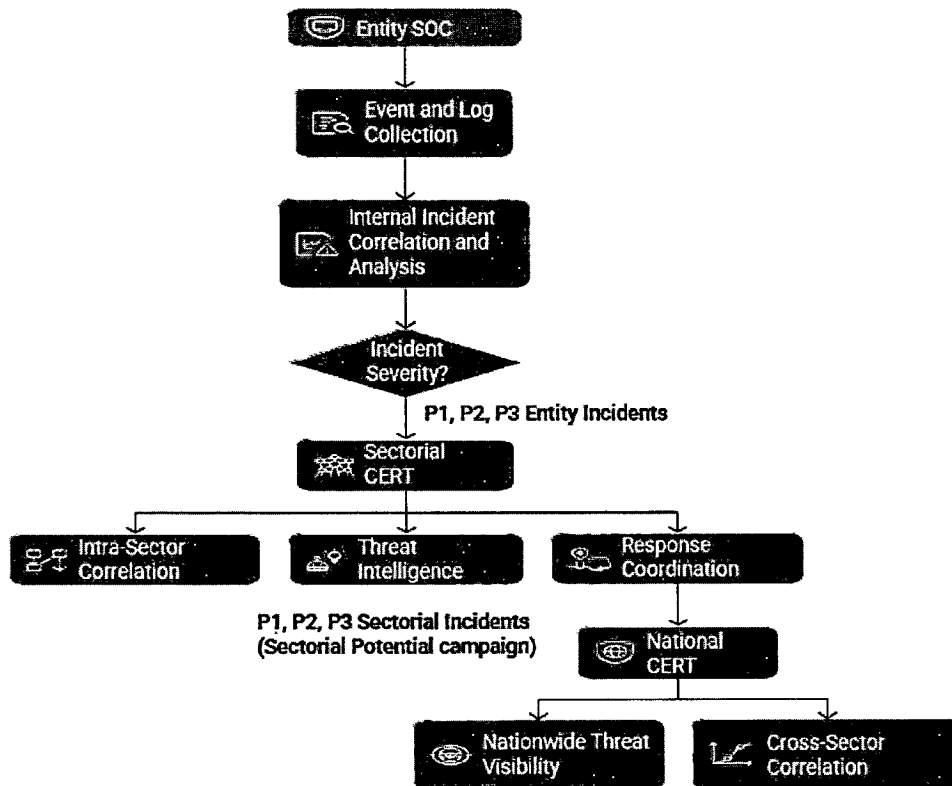 Entity SOC
Event and Log
Collection
Internal Incident
Correlation and
Analysis
Incident
Severity?
P1, P2, P3 Entity Incidents
Sectorial
CERT
Intra-Sector
Correlation
Threat
Intelligence
Response
Coordination
P1, P2, P3 Sectorial Incidents
(Sectorial Potential campaign)
National
CERT
Nationwide Threat
Visibility
Cross-Sector
Correlation